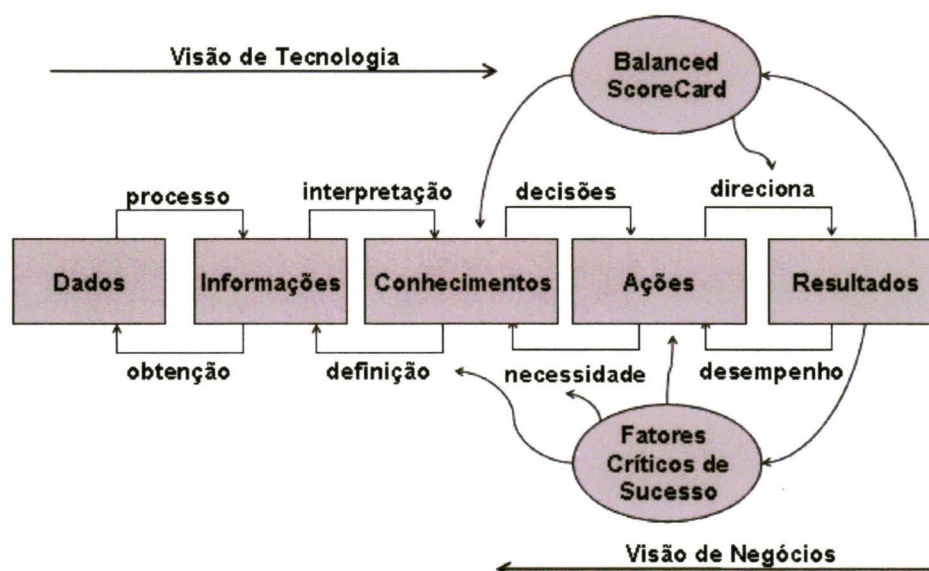 Visão de Tecnologia
Balanced
ScoreCard
processo
interpretação
decisões
direciona
Dados
Informações
Conhecimentos
Ações
Resultados
obtenção
definição
necessidade
desempenho
Fatores
Críticos de
Sucesso
Visão de Negócios